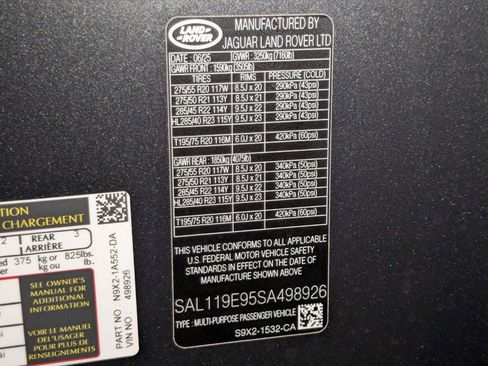 LAND
ROVER
MANUFACTURED BY
JAGUAR LAND ROVER LTD
DATE : 06/25 GVWR : 3250kg (7160lb)
GAWR FRONT : 1590kg (3505lb)
TIRES RIMS PRESSURE (COLD)
275/55 R20 117W 8.5J x 20 290kPa (43psi)
275/50 R21 113Y 8.5J x 21 290kPa (43psi)
285/45 R22 114Y 9.5J x 22 290kPa (43psi)
HL285/40 R23 115Y 9.5J x 23 290kPa (43psi)
T195/75 R20 116M 6.0J x 20 420kPa (60psi)
GAWR REAR : 1850kg (4075lb)
275/55 R20 117W 8.5J x 20 340kPa (50psi)
275/50 R21 113Y 8.5J x 21 340kPa (50psi)
285/45 R22 114Y 9.5J x 22 340kPa (50psi)
HL285/40 R23 115Y 9.5J x 23 340kPa (50psi)
T195/75 R20 116M 6.0J x 20 420kPa (60psi)
THIS VEHICLE CONFORMS TO ALL APPLICABLE
U.S. FEDERAL MOTOR VEHICLE SAFETY
STANDARDS IN EFFECT ON THE DATE OF
MANUFACTURE SHOWN ABOVE
SAL119E95SA498926
TYPE : MULTI-PURPOSE PASSENGER VEHICLE
S9X2-1532-CA
CHARGEMENT
2 REAR 3
ARRIÈRE
375 kg or 825lbs.
kg ou
SEE OWNER'S
MANUAL FOR
ADDITIONAL
INFORMATION
VOIR LE MANUEL
DE L'USAGER
POUR PLUS DE
RENSEIGNEMENTS
PART NO N9X2-1A552-DA
VIN NO 498926